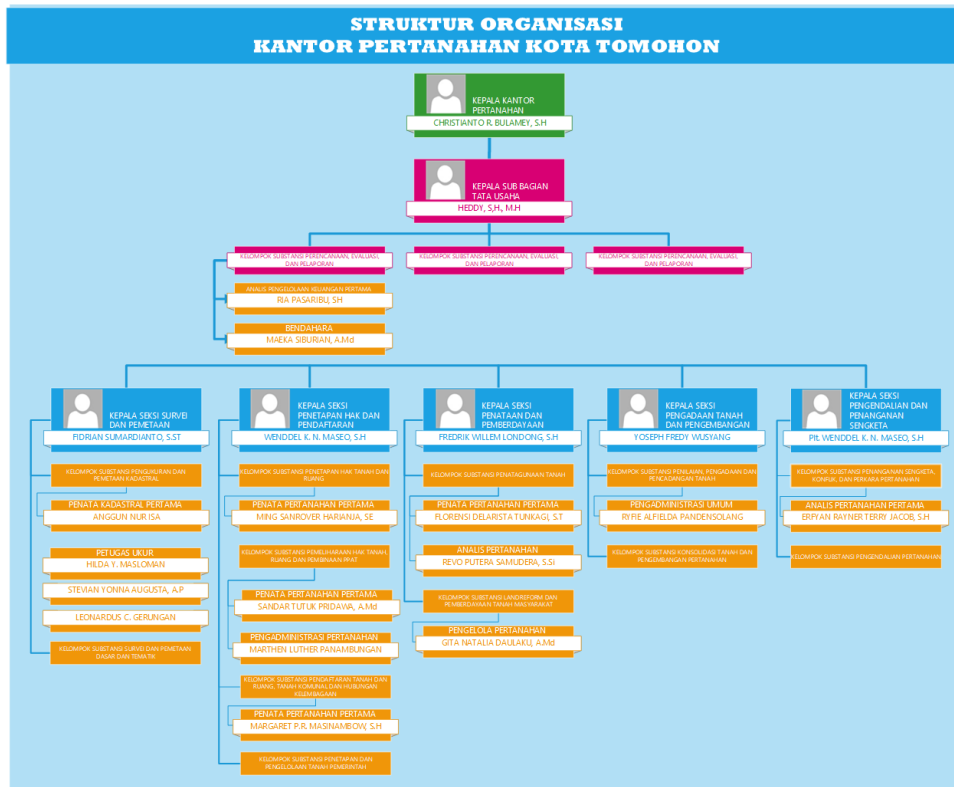 STRUKTUR ORGANISASI
KANTOR PERTANAHAN KOTA TOMOHON
KEPALA KANTOR
PERTANAHAN
CHRISTIANTO R. BULAMEY, S.H
KEPALA SUB BAGIAN
TATA USAHA
HEDDY, S,H., M.H
KELOMPOK SUBSTANSI PERENCANAAN, EVALUASI,
DAN PELAPORAN
KELOMPOK SUBSTANSI PERENCANAAN, EVALUASI,
DAN PELAPORAN
KELOMPOK SUBSTANSI PERENCANAAN, EVALUASI,
DAN PELAPORAN
ANALIS PENGELOLAAN KEUANGAN PERTAMA
RIA PASARIBU, SH
BENDAHARA
MAEKA SIBURIAN, A.Md
KEPALA SEKSI SURVEI
DAN PEMETAAN
FIDRIAN SUMARDIANTO, S.ST
KELOMPOK SUBSTANSI PENGUKURAN DAN
PEMETAAN KADASTRAL
PENATA KADASTRAL PERTAMA
ANGGUN NUR ISA
PETUGAS UKUR
HILDA Y. MASLOMAN
STEVIAN YONNA AUGUSTA, A.P
LEONARDUS C. GERUNGAN
KELOMPOK SUBSTANSI SURVEI DAN PEMETAAN
DASAR DAN TEMATIK
KEPALA SEKSI
PENETAPAN HAK DAN
PENDAFTARAN
WENDDEL K. N. MASEO, S.H
KELOMPOK SUBSTANSI PENETAPAN HAK TANAH DAN
RUANG
PENATA PERTANAHAN PERTAMA
MING SANROVER HARIANJA, SE
KELOMPOK SUBSTANSI PEMELIHARAAN HAK TANAH,
RUANG DAN PEMBINAAN PPAT
PENATA PERTANAHAN PERTAMA
SANDAR TUTUK PRIDAWA, A.Md
PENGADMINISTRASI PERTANAHAN
MARTHEN LUTHER PANAMBUNGAN
KELOMPOK SUBSTANSI PENDAFTARAN TANAH DAN
RUANG, TANAH KOMUNAL DAN HUBUNGAN
KELEMBAGAAN
PENATA PERTANAHAN PERTAMA
MARGARET P.R. MASINAMBOW, S.H
KELOMPOK SUBSTANSI PENETAPAN DAN
PENGELOLAAN TANAH PEMERINTAH
KEPALA SEKSI
PENATAAN DAN
PEMBERDAYAAN
FREDRIK WILLEM LONDONG, S.H
KELOMPOK SUBSTANSI PENATAGUNAAN TANAH
PENATA PERTANAHAN PERTAMA
FLORENSI DELARISTA TUNKAGI, S.T
ANALIS PERTANAHAN
REVO PUTERA SAMUDERA, S.Si
KELOMPOK SUBSTANSI LANDREFORM DAN
PEMBERDAYAAN TANAH MASYARAKAT
PENGELOLA PERTANAHAN
GITA NATALIA DAULAKU, A.Md
KEPALA SEKSI
PENGADAAN TANAH
DAN PENGEMBANGAN
YOSEPH FREDY WUSYANG
KELOMPOK SUBSTANSI PENILAIAN, PENGADAAN DAN
PENCADANGAN TANAH
PENGADMINISTRASI UMUM
RYFIE ALFIELDA PANDENSOLANG
KELOMPOK SUBSTANSI KONSOLIDASI TANAH DAN
PENGEMBANGAN PERTANAHAN
KEPALA SEKSI
PENGENDALIAN DAN
PENANGANAN
SENGKETA
Plt. WENDDEL K. N. MASEO, S.H
KELOMPOK SUBSTANSI PENANGANAN SENGKETA,
KONFLIK, DAN PERKARA PERTANAHAN
ANALIS PERTANAHAN PERTAMA
ERFYAN RAYNER TERRY JACOB, S.H
KELOMPOK SUBSTANSI PENGENDALIAN PERTANAHAN